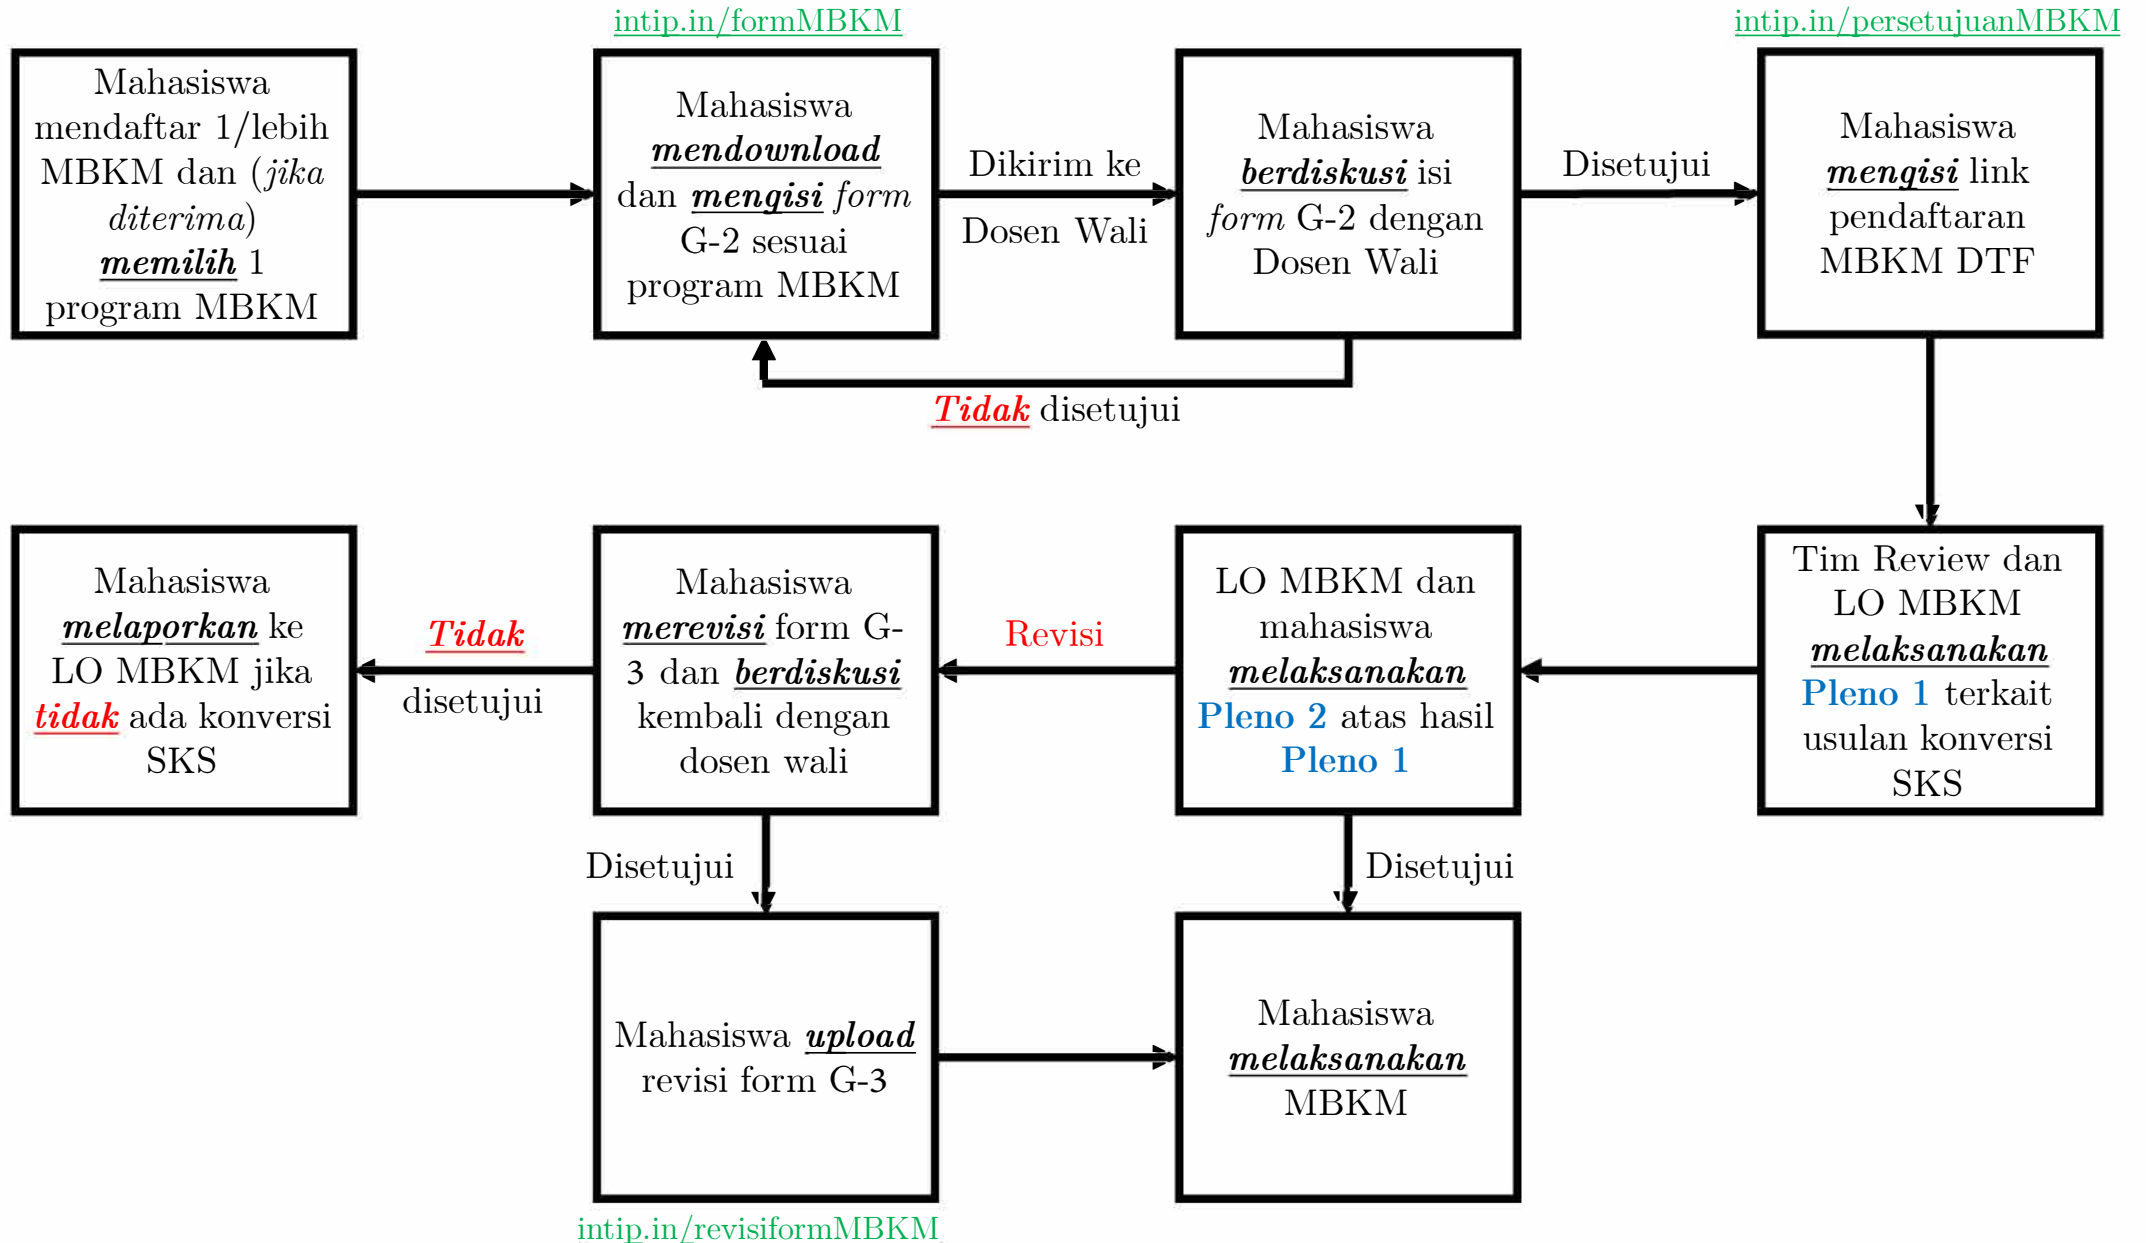 intip.in/formMBKM
intip.in/persetujuanMBKM
Mahasiswa
mendaftar 1/lebih
MBKM dan (jika
diterima)
memilih 1
program MBKM
Mahasiswa
mendownload
dan mengisi form
G-2 sesuai
program MBKM
Dikirim ke
Dosen Wali
Mahasiswa
berdiskusi isi
form G-2 dengan
Dosen Wali
Disetujui
Mahasiswa
mengisi link
pendaftaran
MBKM DTF
Tidak disetujui
Tim Review dan
LO MBKM
melaksanakan
Pleno 1 terkait
usulan konversi
SKS
LO MBKM dan
mahasiswa
melaksanakan
Pleno 2 atas hasil
Pleno 1
Revisi
Mahasiswa
merevisi form G-
3 dan berdiskusi
kembali dengan
dosen wali
Tidak
disetujui
Mahasiswa
melaporkan ke
LO MBKM jika
tidak ada konversi
SKS
Disetujui
Disetujui
Mahasiswa upload
revisi form G-3
Mahasiswa
melaksanakan
MBKM
intip.in/revisiformMBKM